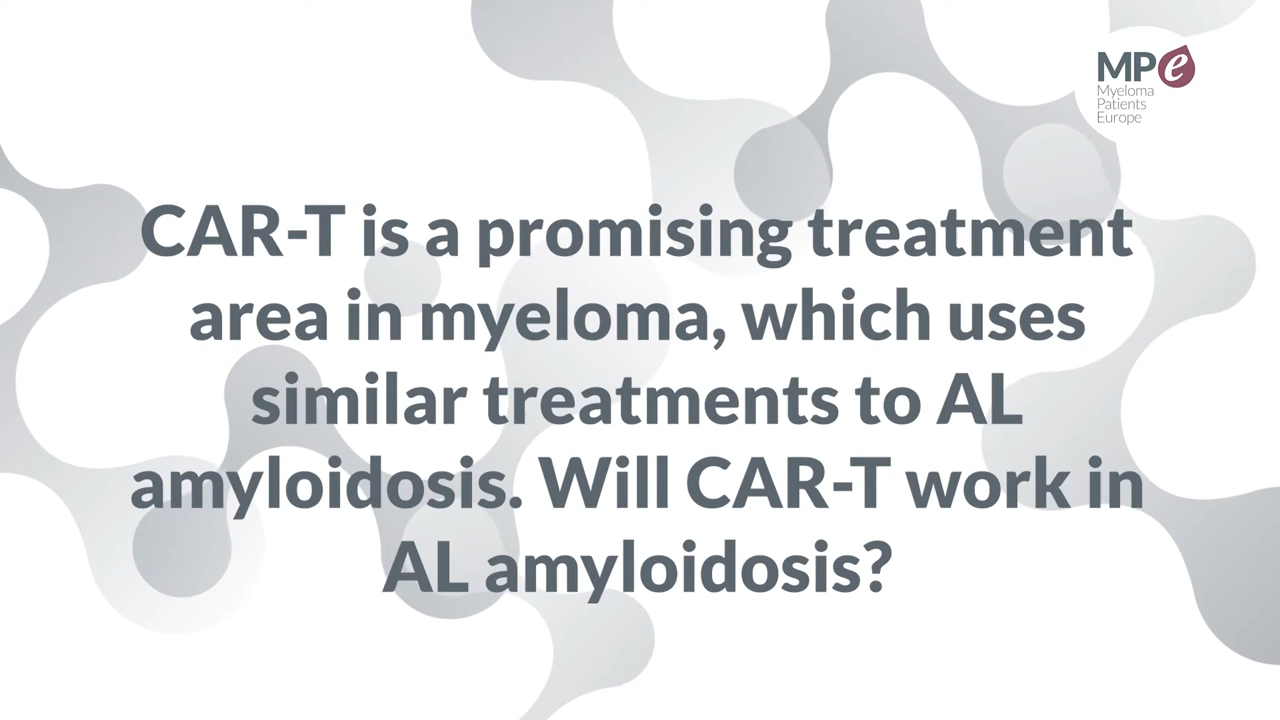 MPe
Myeloma
Patients
Europe
CAR-T is a promising treatment
area in myeloma, which uses
similar treatments to AL
amyloidosis. Will CAR-T work in
AL amyloidosis?